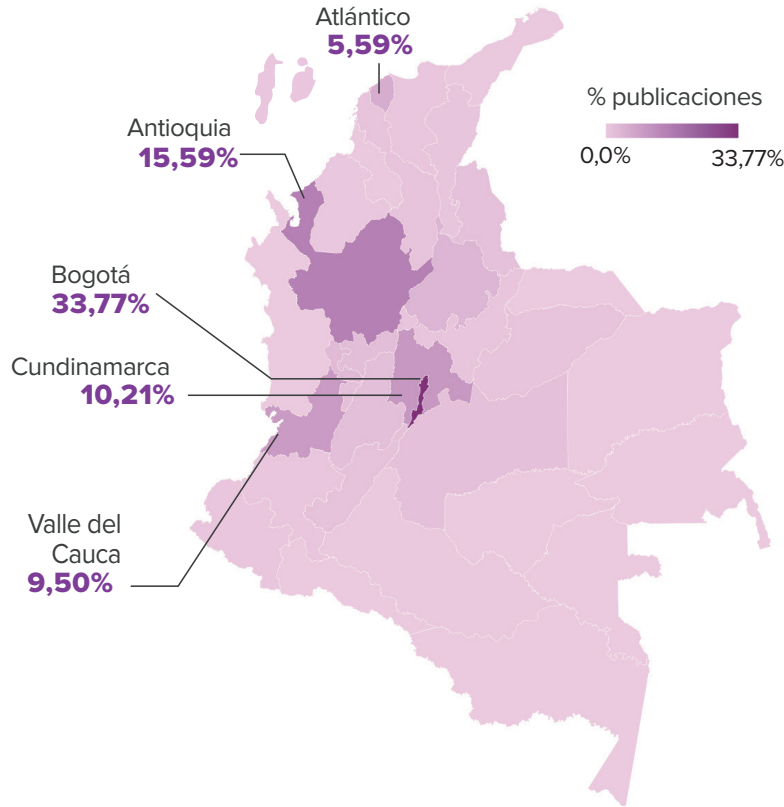 Atlántico
5,59%
% publicaciones
0,0%
33,77%
Antioquia
15,59%
Bogotá
33,77%
Cundinamarca
10,21%
Valle del
Cauca
9,50%